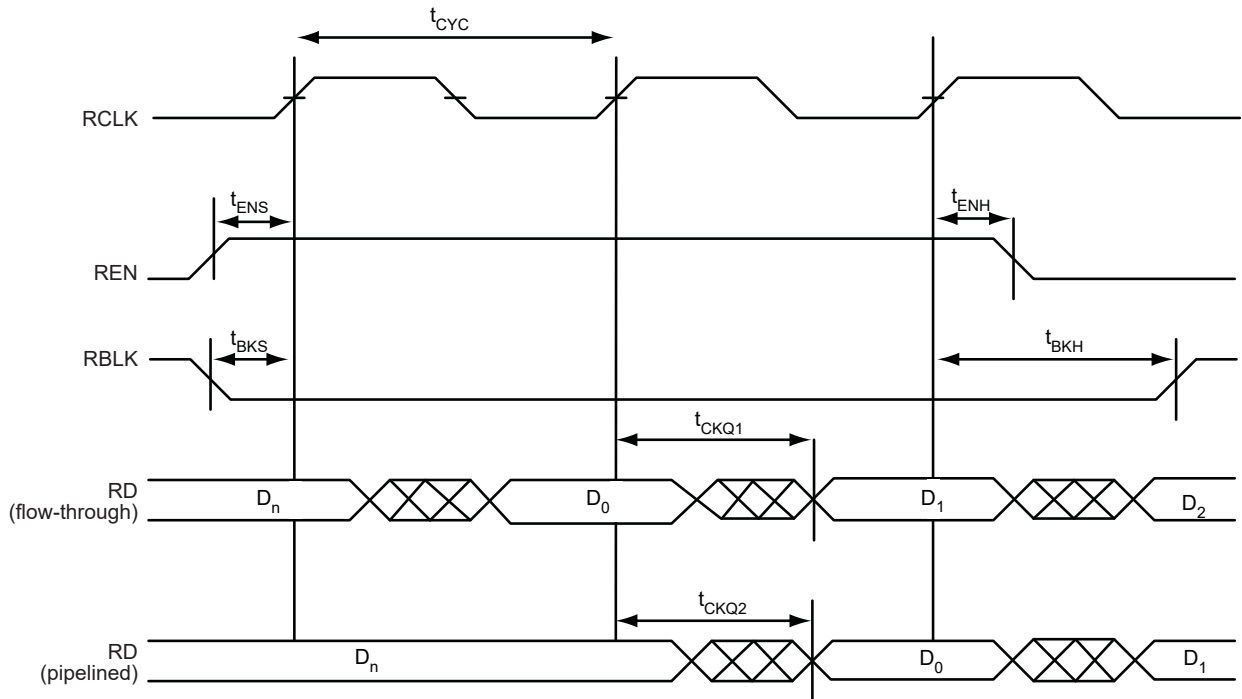 tCYC
RCLK
tENS
tENH
REN
tBKS
tBKH
RBLK
tCKQ1
RD
(flow-through)
Dn
D0
D1
D2
tCKQ2
RD
(pipelined)
Dn
D0
D1